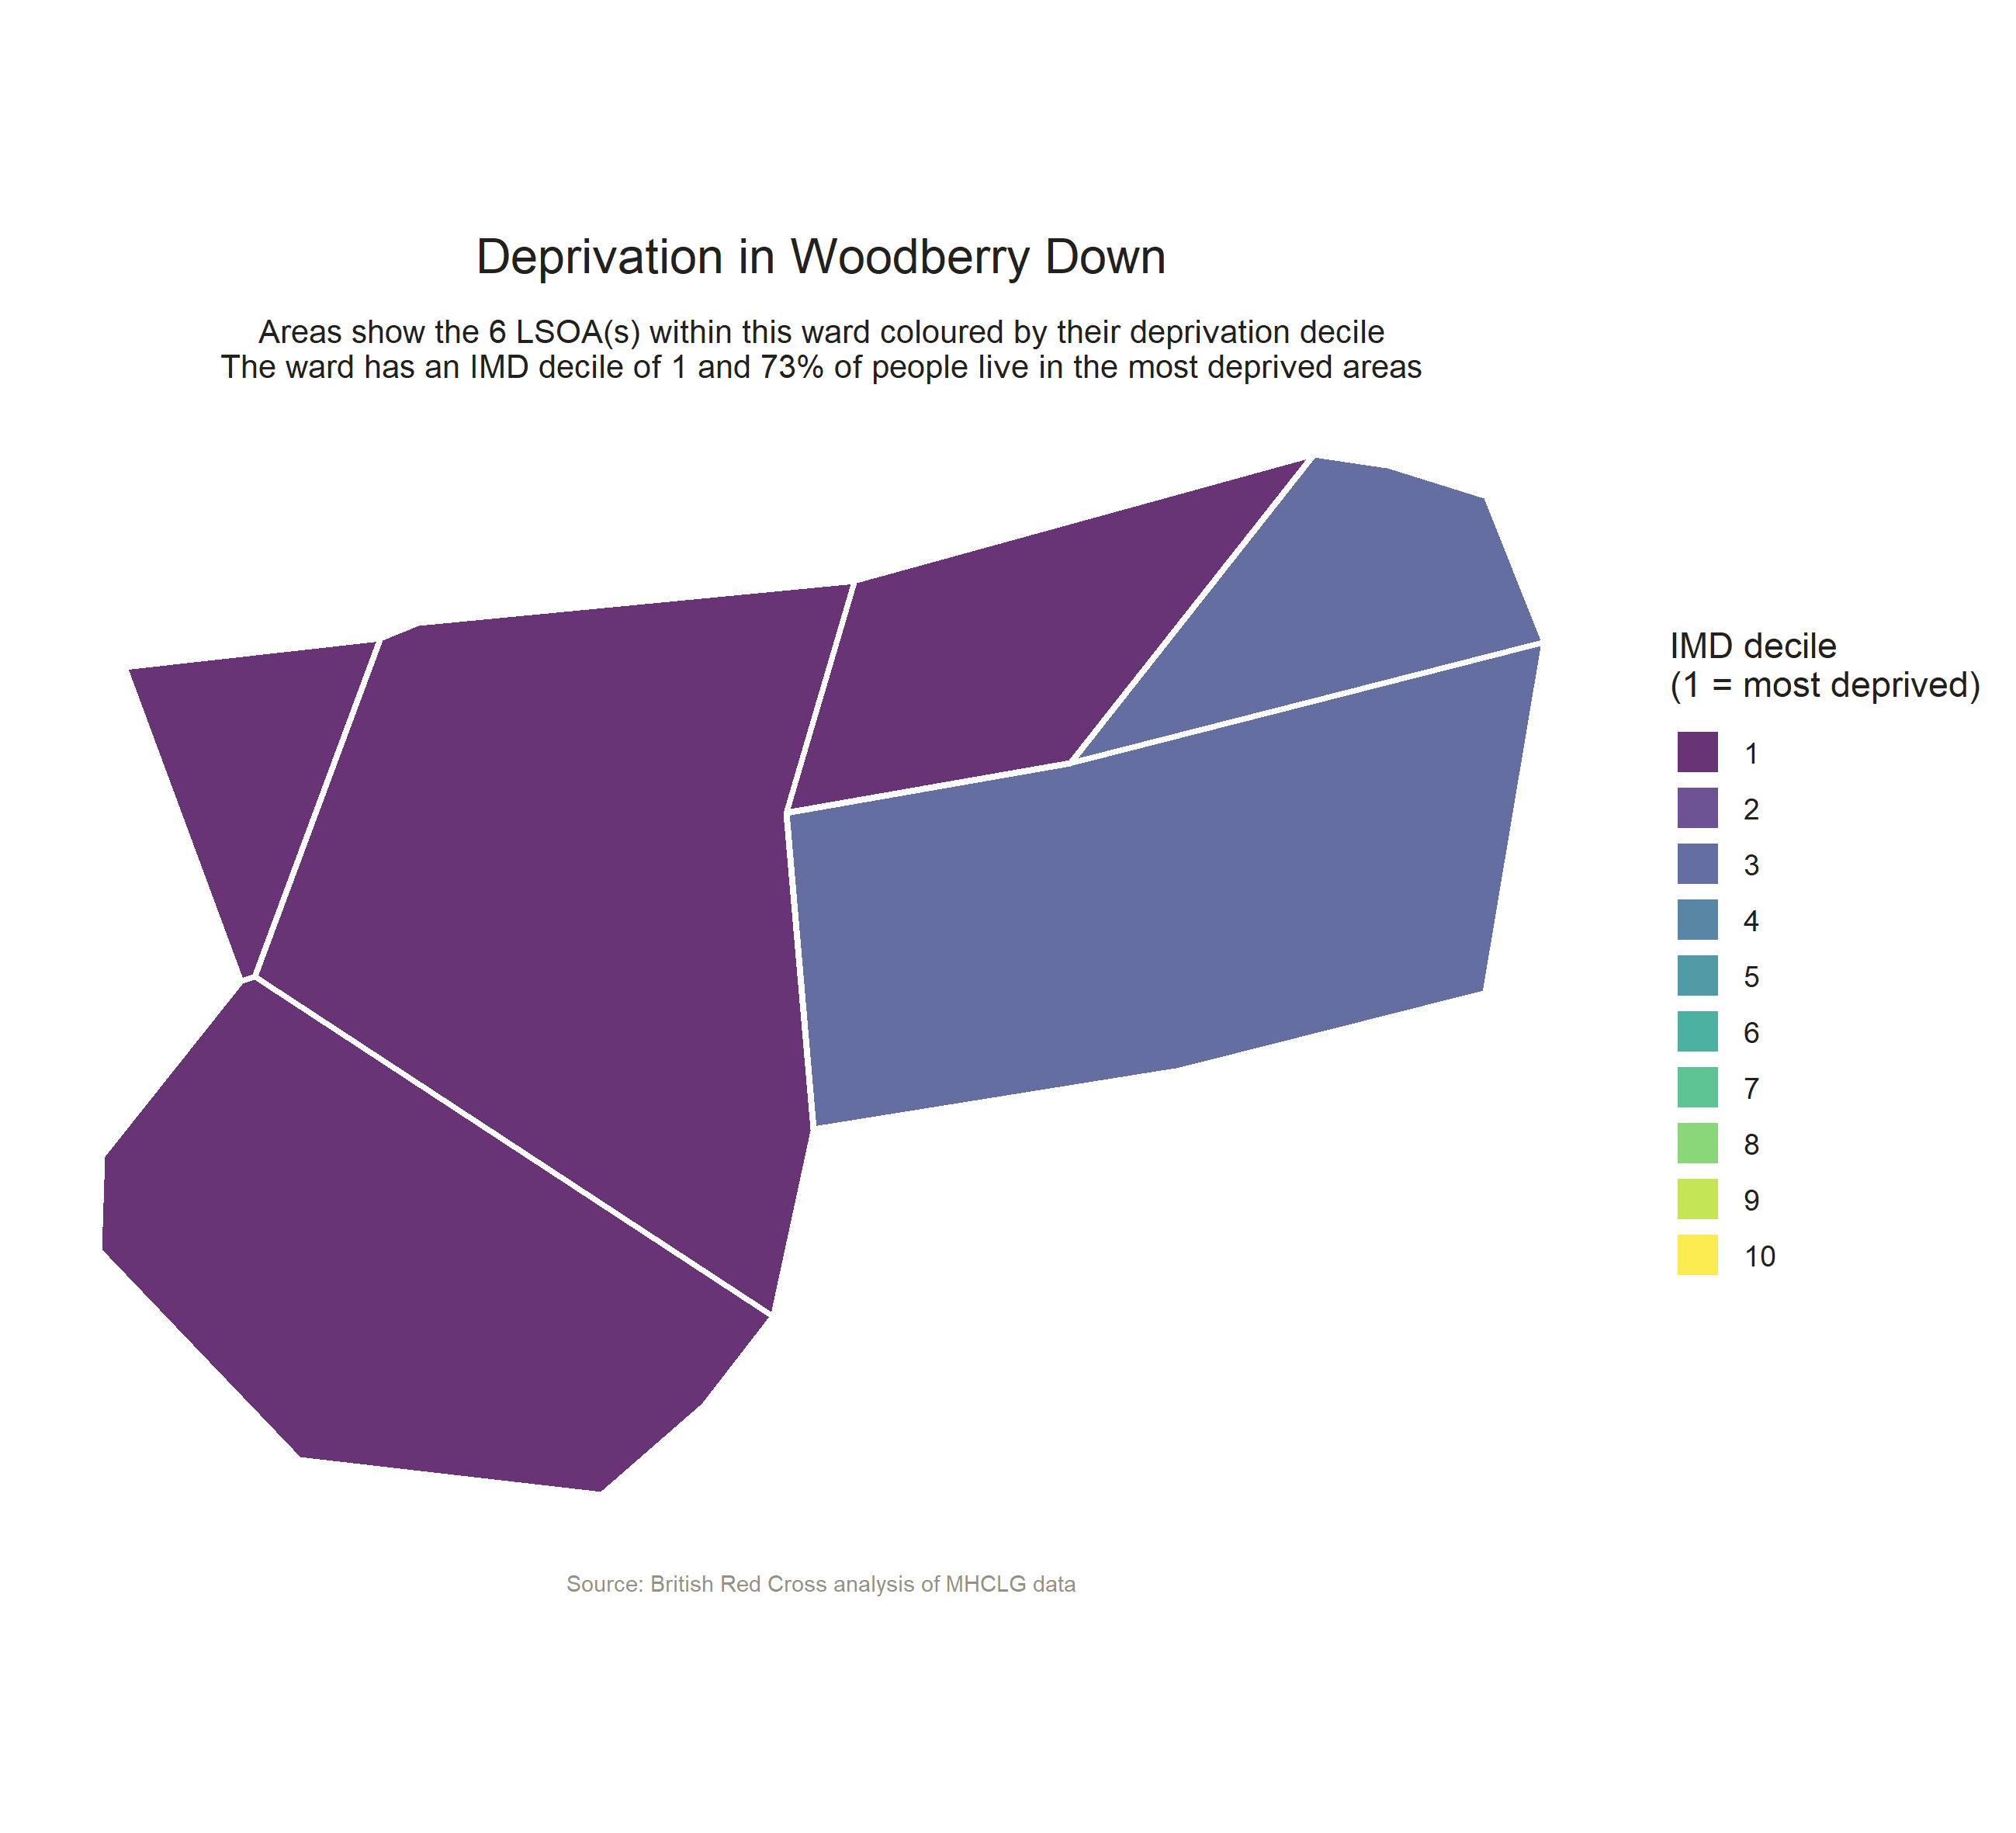 Deprivation in Woodberry Down
Areas show the 6 LSOA(s) within this ward coloured by their deprivation decile
The ward has an IMD decile of 1 and 73% of people live in the most deprived areas
IMD decile
(1 = most deprived)
1
2
3
4
5
6
7
8
9
10
Source: British Red Cross analysis of MHCLG data